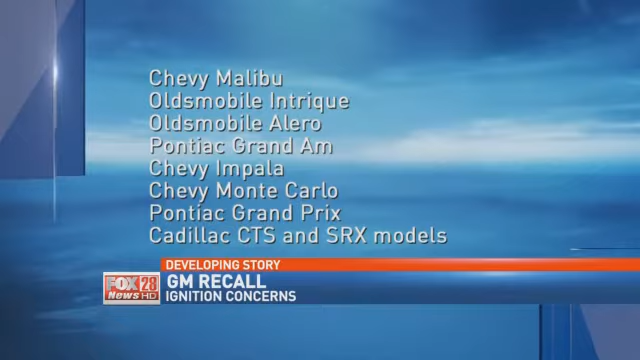 Chevy Malibu
Oldsmobile Intrique
Oldsmobile Alero
Pontiac Grand Am
Chevy Impala
Chevy Monte Carlo
Pontiac Grand Prix
Cadillac CTS and SRX models
DEVELOPING STORY
FOX 28
NEWS HD
GM RECALL
IGNITION CONCERNS